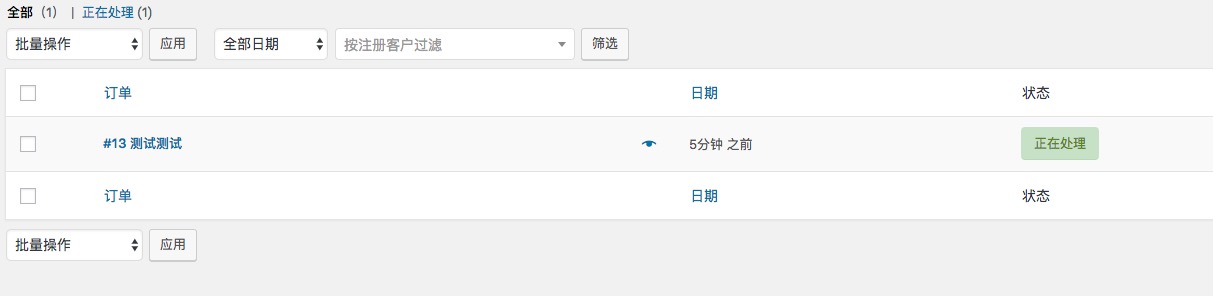 全部（1） | 正在处理 (1)
批量操作 应用 全部日期 按注册客户过滤 筛选
订单 日期 状态
#13 测试测试 5分钟 之前 正在处理
订单 日期 状态
批量操作 应用